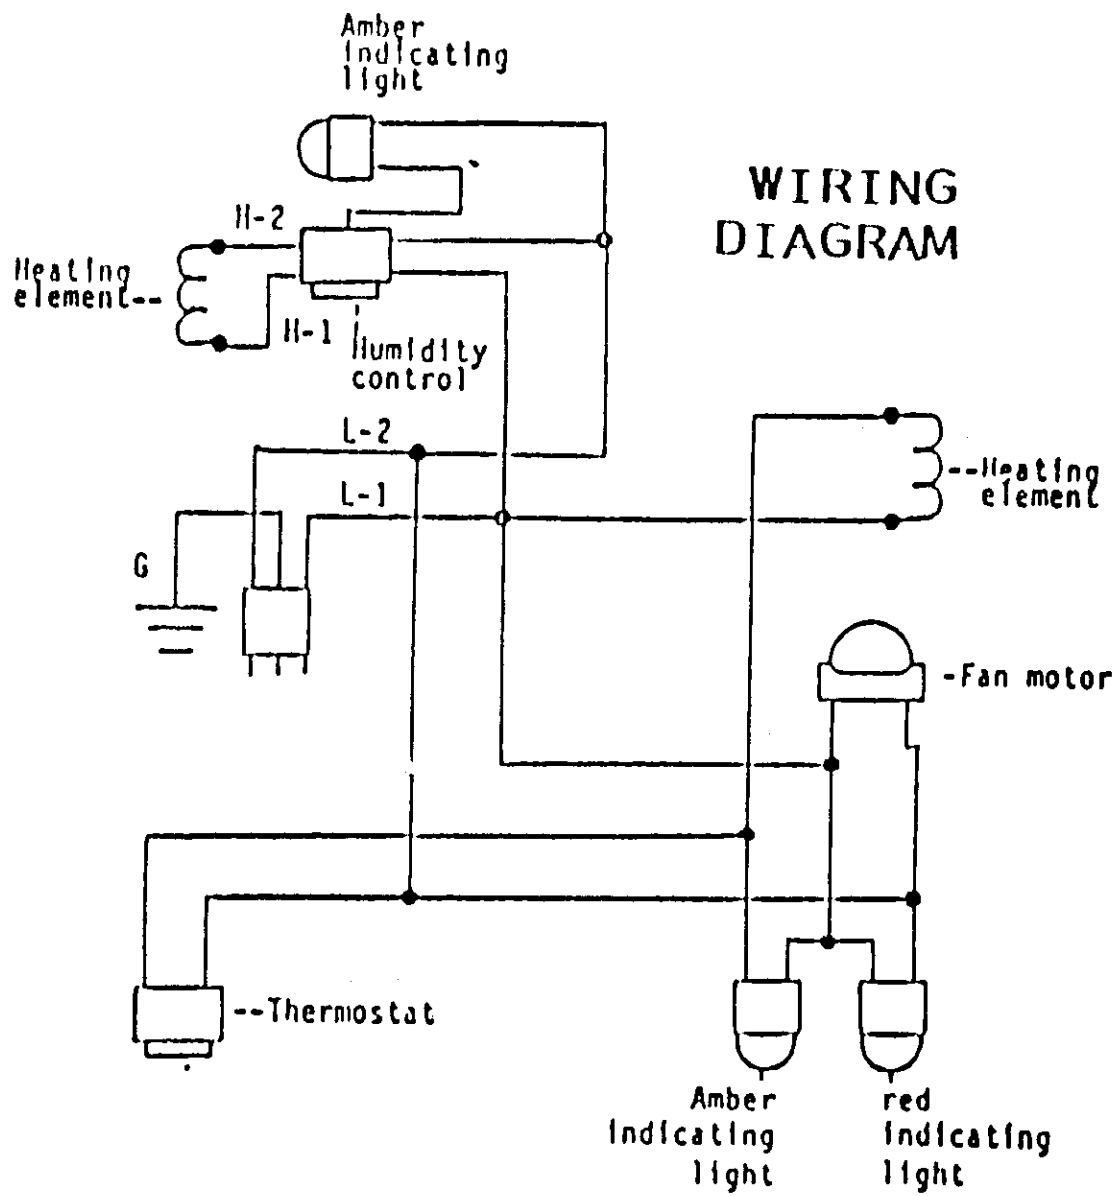 Amber
indicating
light
WIRING
DIAGRAM
H-2
Heating
element--
H-1
Humidity
control
L-2
L-1
--Heating
element
G
-Fan motor
--Thermostat
Amber
indicating
light
red
indicating
light